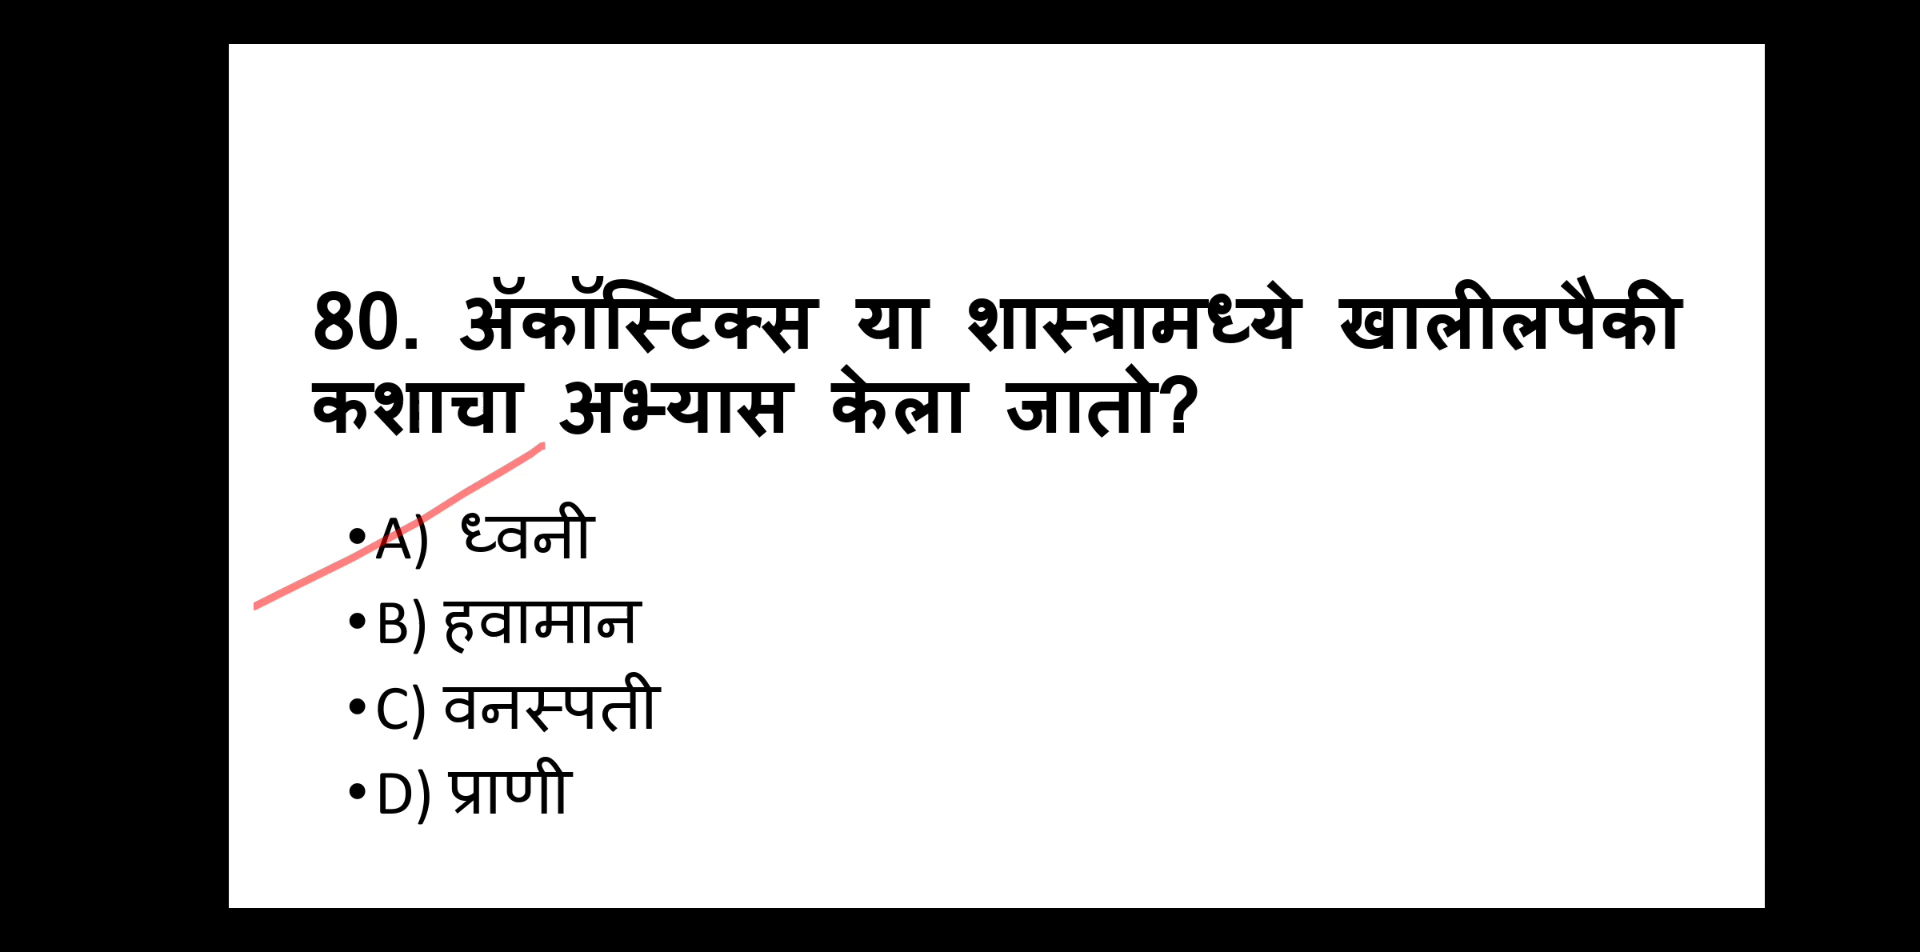 80. ॲकॉस्टिक्स या शास्त्रामध्ये खालीलपैकी
कशाचा अभ्यास केला जातो?
•A) ध्वनी
•B) हवामान
•C) वनस्पती
•D) प्राणी